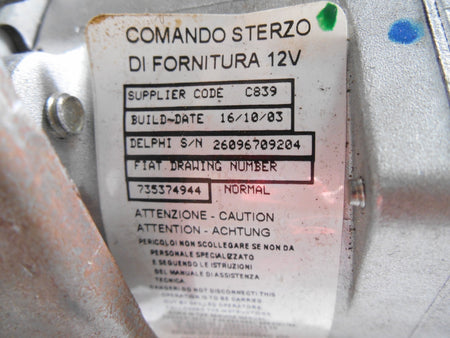 COMANDO STERZO
DI FORNITURA 12V
SUPPLIER CODE C839
BUILD-DATE 16/10/03
DELPHI S/N 26096709204
FIAT DRAWING NUMBER
735374944 NORMAL
ATTENZIONE - CAUTION
ATTENTION - ACHTUNG
PERICOLO! NON SCOLLEGARE SE NON DA
PERSONALE SPECIALIZZATO
E SEGUENDO LE ISTRUZIONI
DEL MANUALE DI ASSISTENZA
TECNICA.
DANGER! DO NOT DISCONNECT! THIS
OPERATION IS TO BE CARRIED